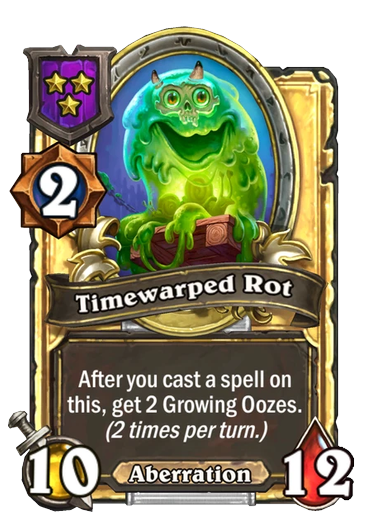 2
Timewarped Rot
After you cast a spell on
this, get 2 Growing Oozes.
(2 times per turn.)
10
Aberration
12